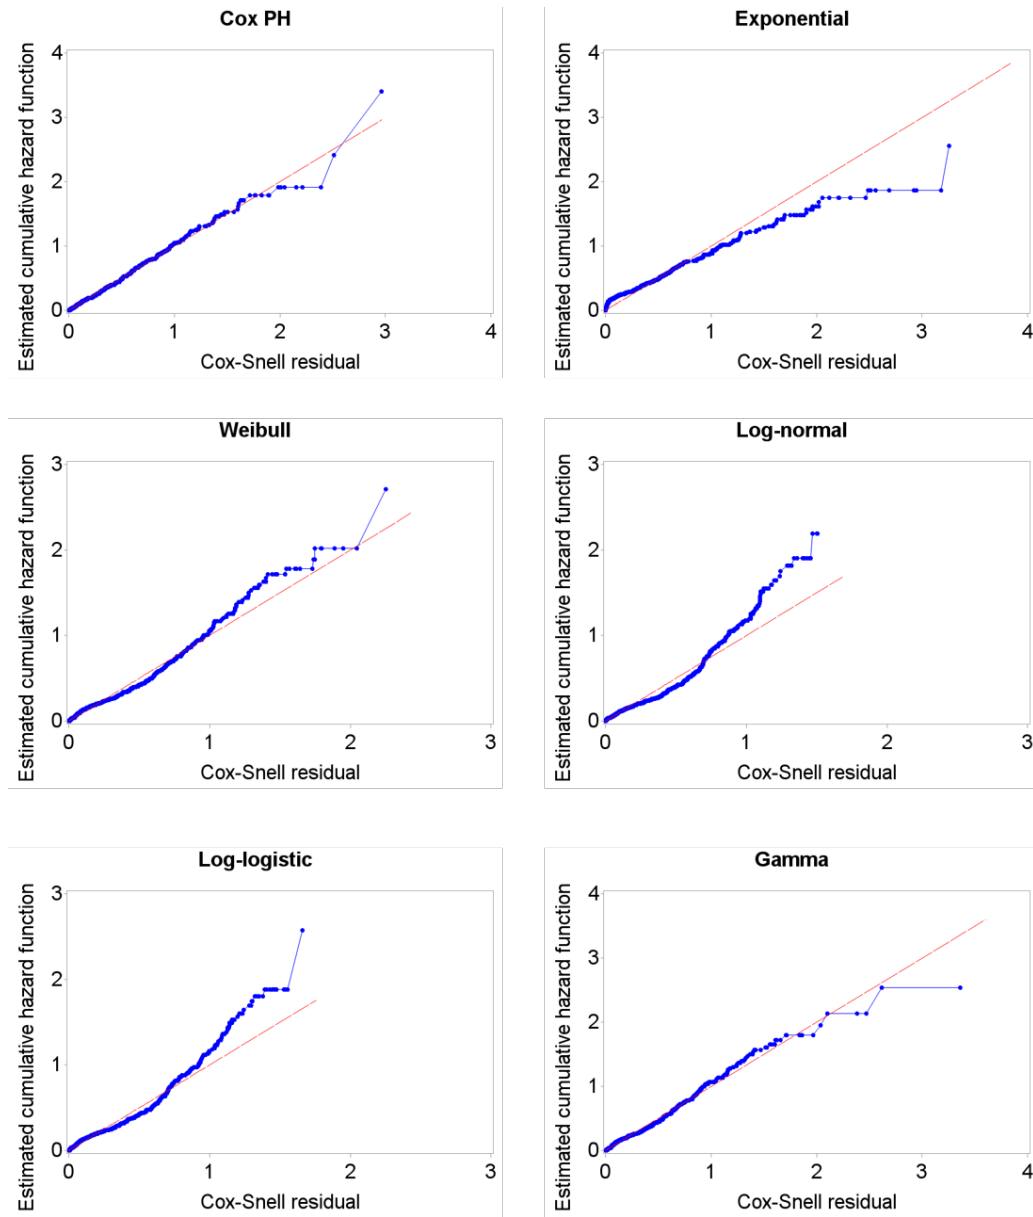 Cox PH
Estimated cumulative hazard function
4
3
2
1
0
0 1 2 3 4
Cox-Snell residual
Exponential
Estimated cumulative hazard function
4
3
2
1
0
0 1 2 3 4
Cox-Snell residual
Weibull
Estimated cumulative hazard function
3
2
1
0
0 1 2 3
Cox-Snell residual
Log-normal
Estimated cumulative hazard function
3
2
1
0
0 1 2 3
Cox-Snell residual
Log-logistic
Estimated cumulative hazard function
3
2
1
0
0 1 2 3
Cox-Snell residual
Gamma
Estimated cumulative hazard function
4
3
2
1
0
0 1 2 3 4
Cox-Snell residual